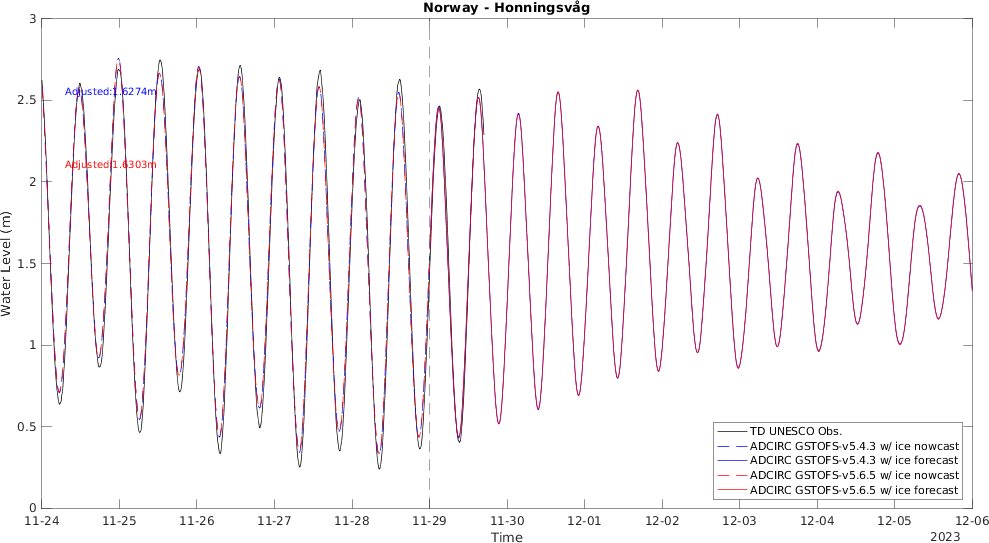 Norway - Honningsvåg
3
2.5
2
1.5
1
0.5
0
Water Level (m)
Adjusted:1.6274m
Adjusted:1.6303m
TD UNESCO Obs.
ADCIRC GSTOFS-v5.4.3 w/ ice nowcast
ADCIRC GSTOFS-v5.4.3 w/ ice forecast
ADCIRC GSTOFS-v5.6.5 w/ ice nowcast
ADCIRC GSTOFS-v5.6.5 w/ ice forecast
11-24 11-25 11-26 11-27 11-28 11-29 11-30 12-01 12-02 12-03 12-04 12-05 12-06
Time
2023